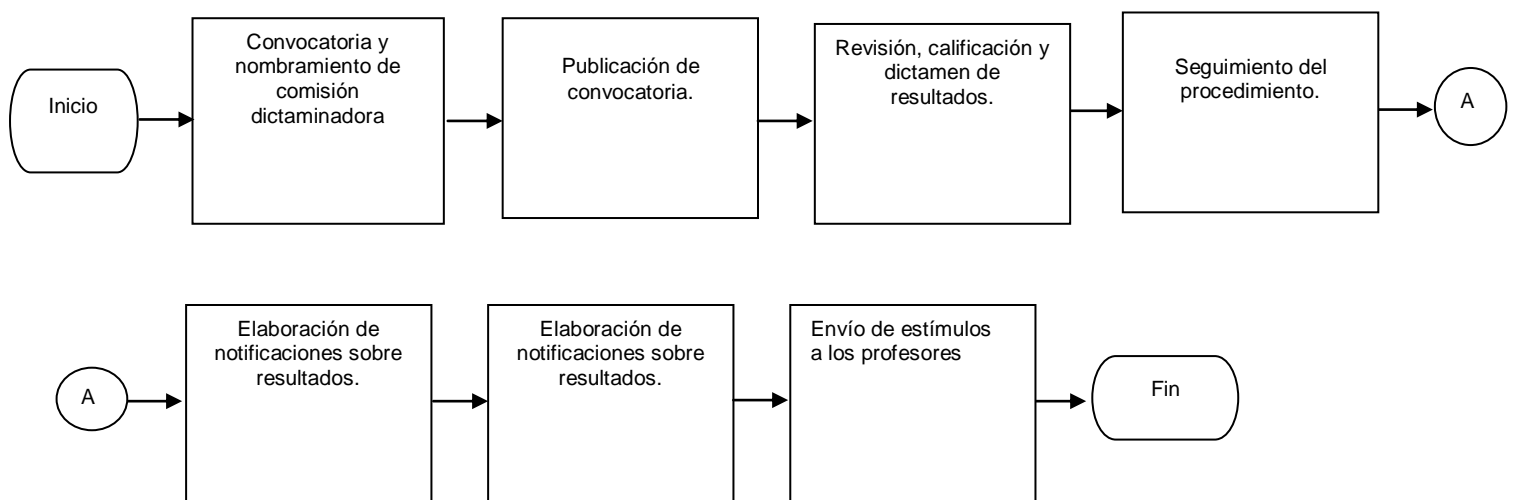 Inicio
Convocatoria y
nombramiento de
comisión
dictaminadora
Publicación de
convocatoria.
Revisión, calificación y
dictamen de
resultados.
Seguimiento del
procedimiento.
A
A
Elaboración de
notificaciones sobre
resultados.
Elaboración de
notificaciones sobre
resultados.
Envío de estímulos
a los profesores
Fin